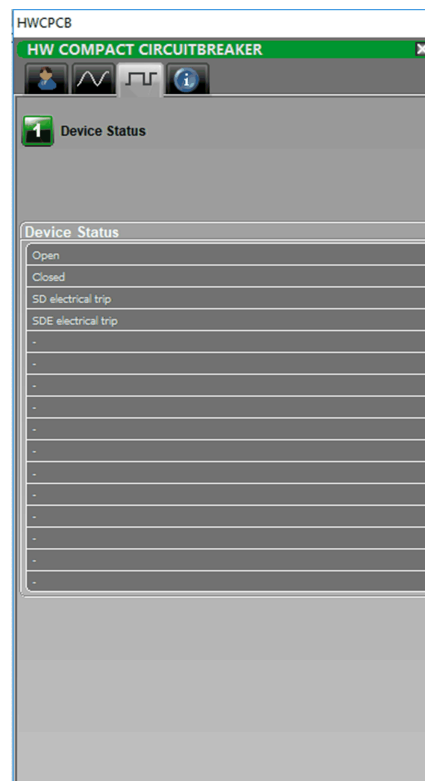 HWCPCB
HW COMPACT CIRCUITBREAKER
1 Device Status
Device Status
Open
Closed
SD electrical trip
SDE electrical trip
-
-
-
-
-
-
-
-
-
-
-
-